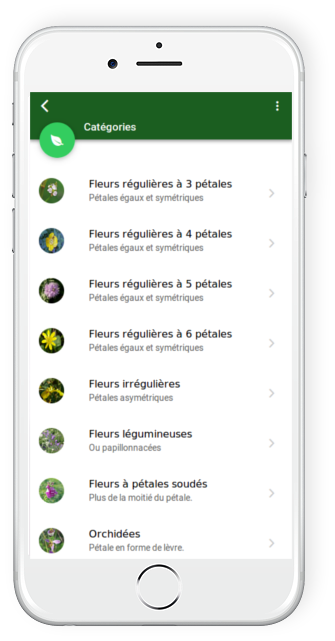 Catégories
Fleurs régulières à 3 pétales
Pétales égaux et symétriques
Fleurs régulières à 4 pétales
Pétales égaux et symétriques
Fleurs régulières à 5 pétales
Pétales égaux et symétriques
Fleurs régulières à 6 pétales
Pétales égaux et symétriques
Fleurs irrégulières
Pétales asymétriques
Fleurs légumineuses
Ou papillonnacées
Fleurs à pétales soudés
Plus de la moitié du pétale.
Orchidées
Pétale en forme de lèvre.